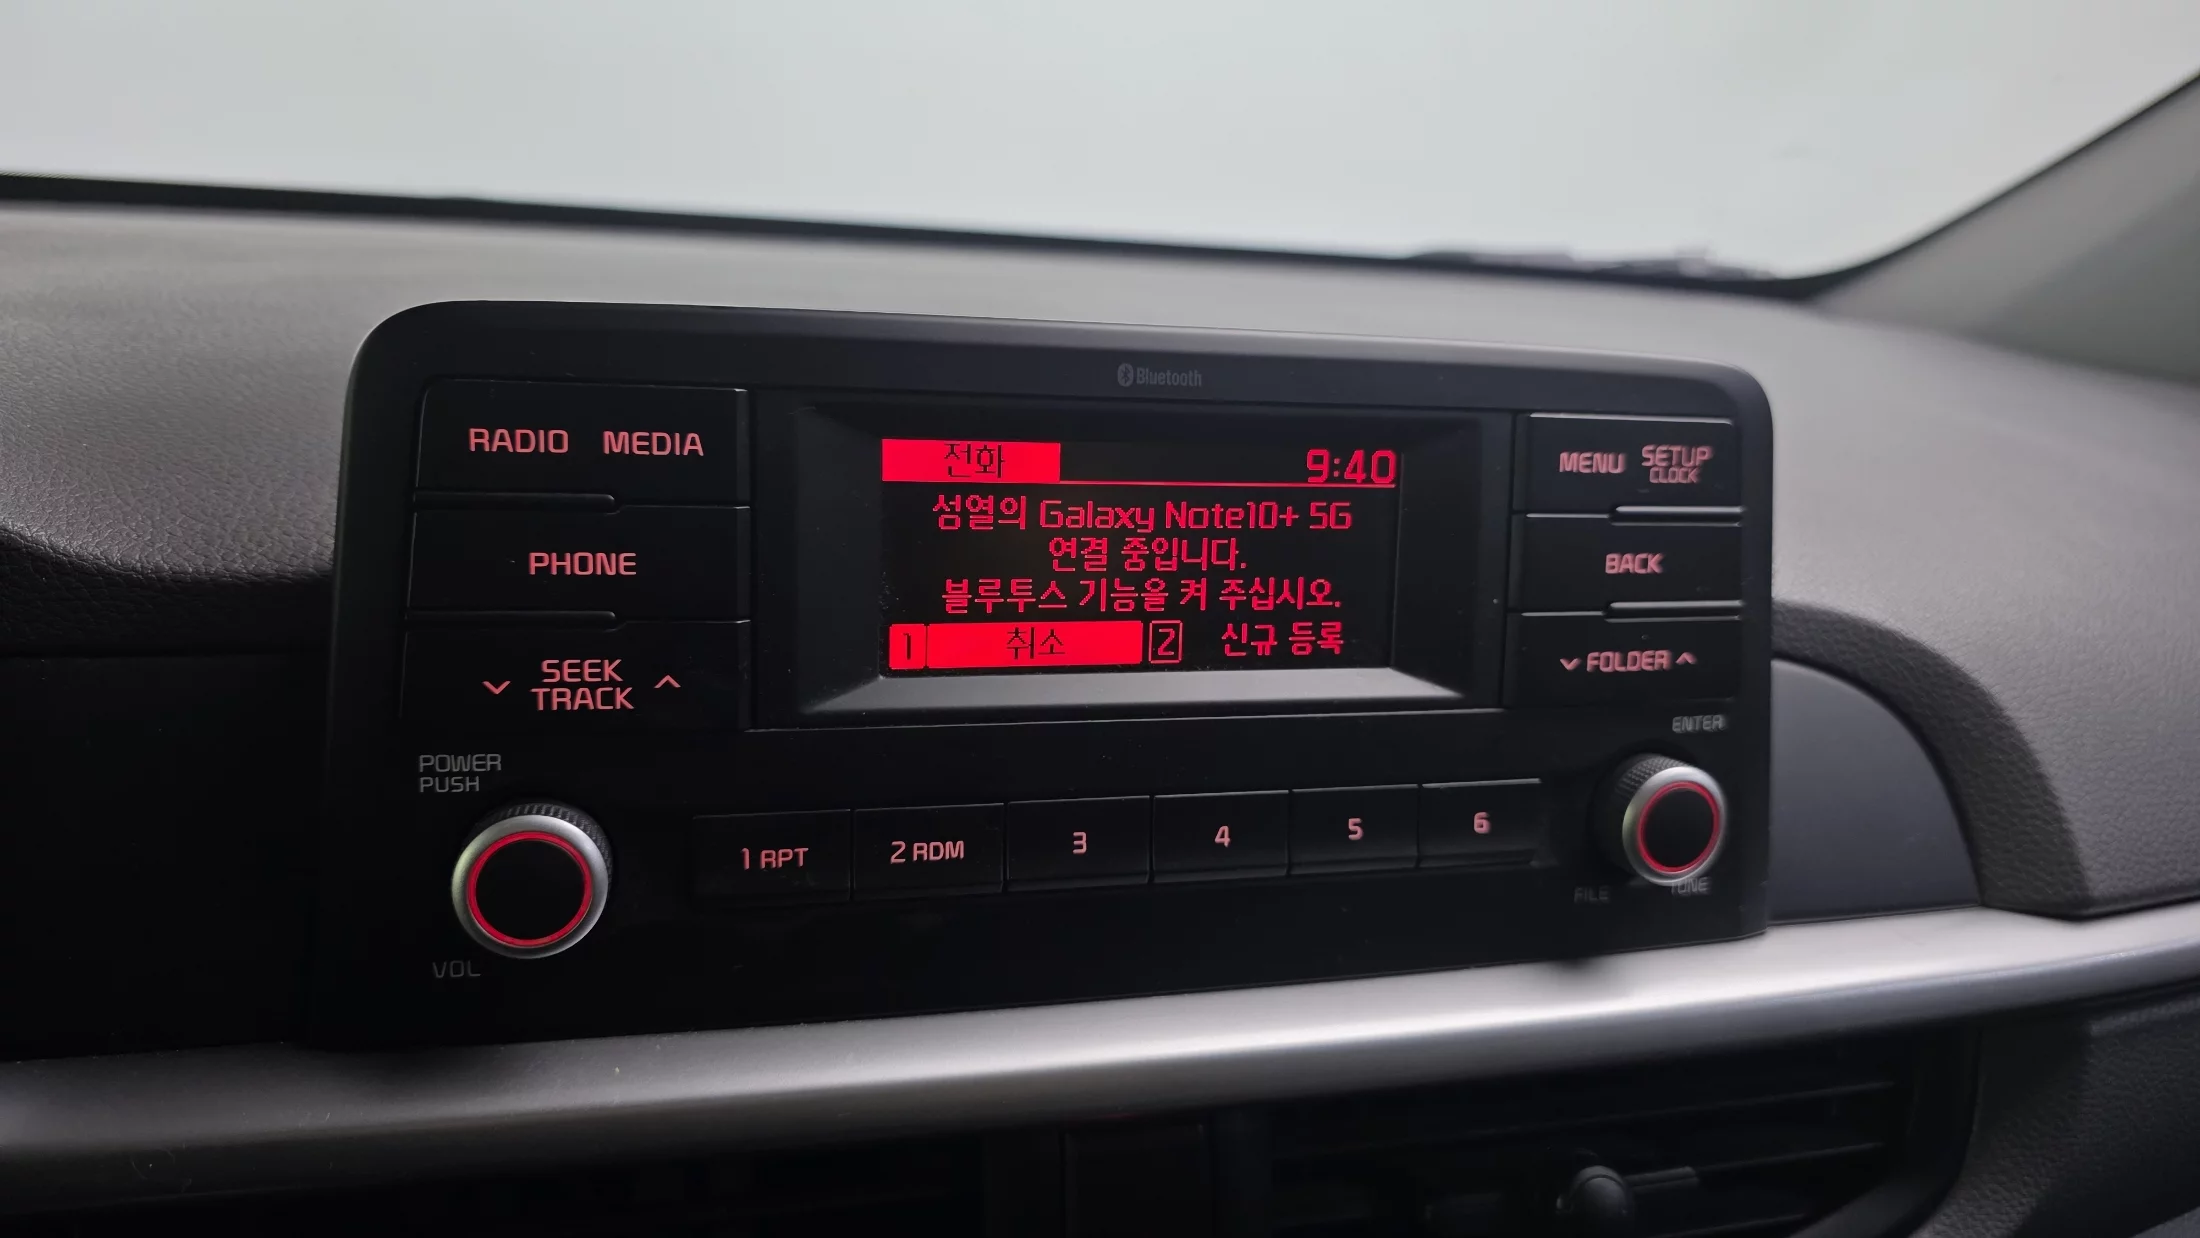 Bluetooth
RADIO MEDIA
PHONE
SEEK
TRACK
POWER
PUSH
VOL
전화 9:40
섬열의 Galaxy Note10+ 5G
연결 중입니다.
블루투스 기능을 켜 주십시오.
1 취소 2 신규 등록
MENU SETUP
CLOCK
BACK
FOLDER
ENTER
FILE
TUNE
1 RPT 2 RDM 3 4 5 6